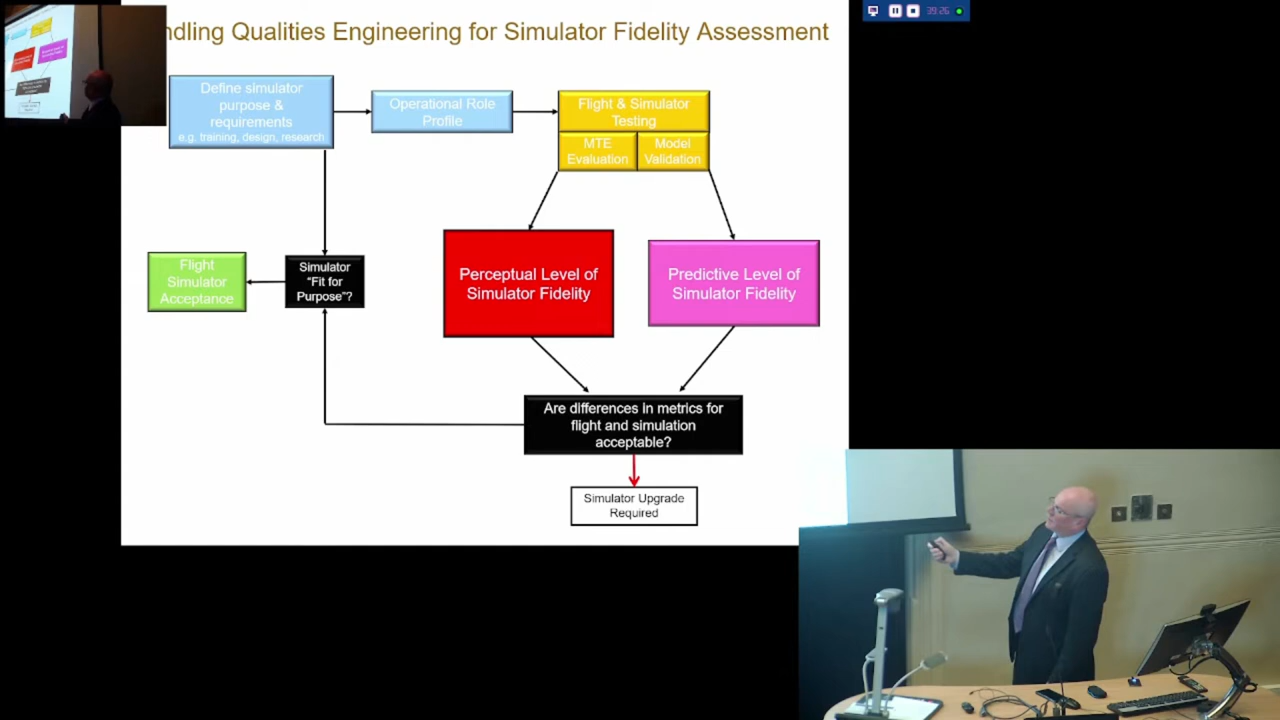 ndling Qualities Engineering for Simulator Fidelity Assessment
Define simulator
purpose &
requirements
e.g. training, design, research
Operational Role
Profile
Flight & Simulator
Testing
MTE
Evaluation
Model
Validation
Flight
Simulator
Acceptance
Simulator
"Fit for
Purpose"?
Perceptual Level of
Simulator Fidelity
Predictive Level of
Simulator Fidelity
Are differences in metrics for
flight and simulation
acceptable?
Simulator Upgrade
Required
39:26